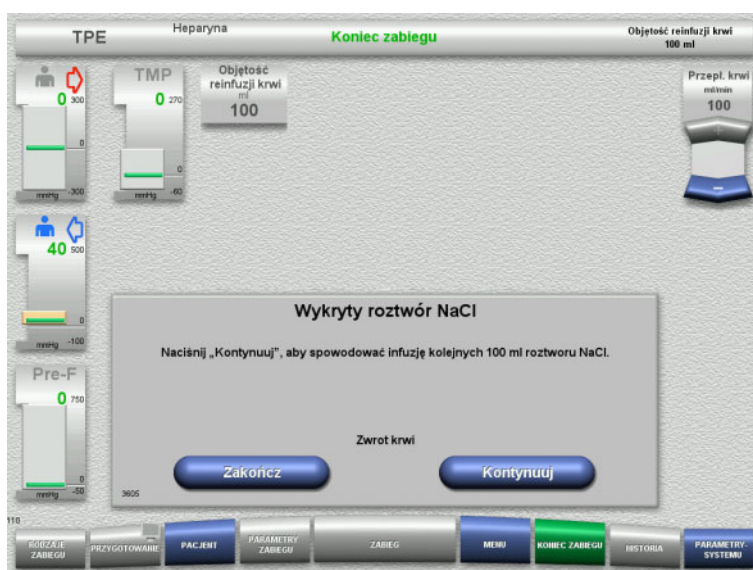 TPE
Heparyna
Koniec zabiegu
Objętość reinfuzji krwi
100 ml
0
300
0
mmHg
-300
TMP
0
270
0
mmHg
-60
Objętość
reinfuzji krwi
ml
100
Przepł. krwi
ml/min
100
+
-
40
500
0
mmHg
-100
Pre-F
0
750
0
mmHg
-50
Wykryty roztwór NaCl
Naciśnij „Kontynuuj", aby spowodować infuzję kolejnych 100 ml roztworu NaCl.
Zwrot krwi
Zakończ
Kontynuuj
3605
110
RODZAJE
ZABIEGU
PRZYGOTOWANIE
PACJENT
PARAMETRY
ZABIEGU
ZABIEG
MENU
KONIEC ZABIEGU
HISTORIA
PARAMETRY-
SYSTEMU